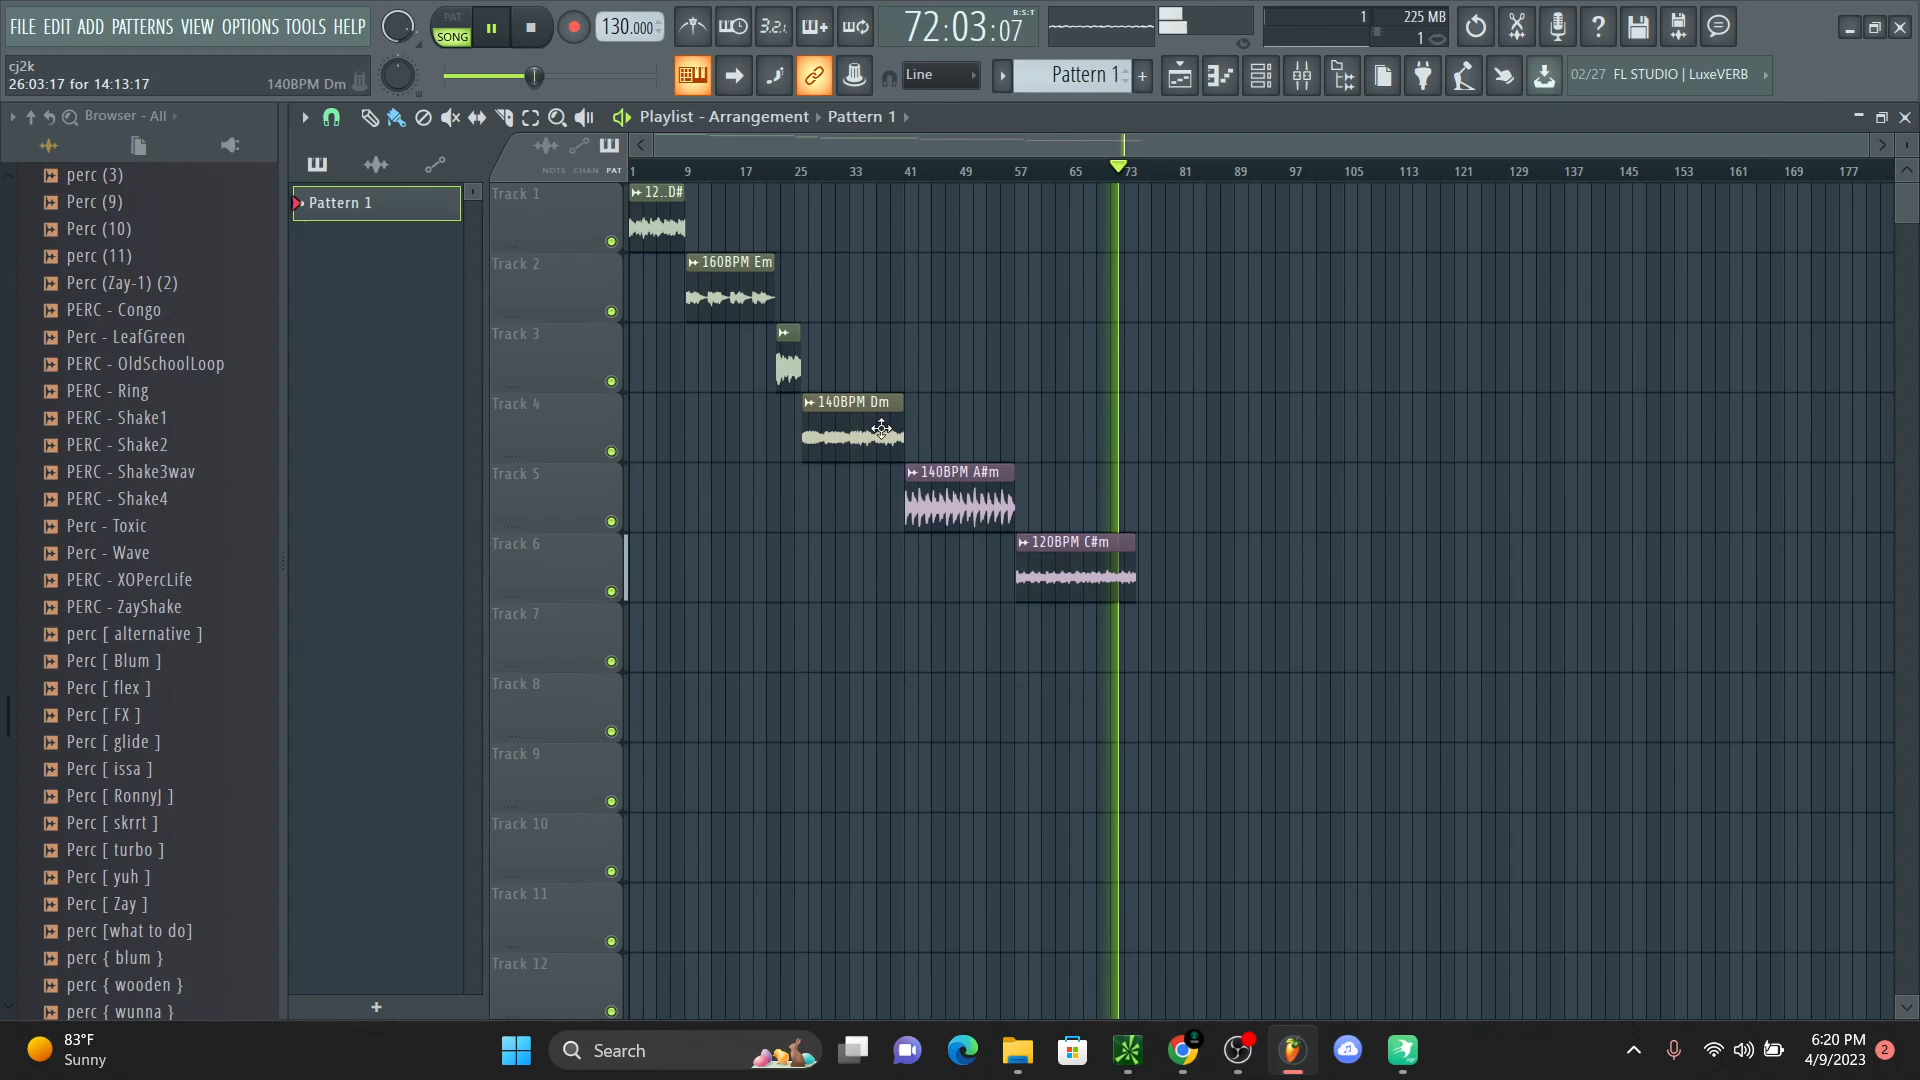 FILE EDIT ADD PATTERNS VIEW OPTIONS TOOLS HELP
PAT
SONG
130.000
3.2.1
72:03:07
B:S:T
1
225 MB
1
cj2k
26:03:17 for 14:13:17
140BPM Dm
Line
Pattern 1
02/27 FL STUDIO | LuxeVERB
Browser - All
Playlist - Arrangement › Pattern 1
NOTE CHAN PAT
1 9 17 25 33 41 49 57 65 73 81 89 97 105 113 121 129 137 145 153 161 169 177
perc (3)
Perc (9)
Perc (10)
perc (11)
Perc (Zay-1) (2)
PERC - Congo
Perc - LeafGreen
PERC - OldSchoolLoop
PERC - Ring
PERC - Shake1
PERC - Shake2
PERC - Shake3wav
PERC - Shake4
Perc - Toxic
Perc - Wave
PERC - XOPercLife
PERC - ZayShake
perc [ alternative ]
Perc [ Blum ]
Perc [ flex ]
Perc [ FX ]
Perc [ glide ]
Perc [ issa ]
Perc [ RonnyJ ]
Perc [ skrrt ]
Perc [ turbo ]
Perc [ yuh ]
Perc [ Zay ]
perc [what to do]
perc { blum }
perc { wooden }
perc { wunna }
Pattern 1
Track 1
12..D#
Track 2
160BPM Em
Track 3
Track 4
140BPM Dm
Track 5
140BPM A#m
Track 6
120BPM C#m
Track 7
Track 8
Track 9
Track 10
Track 11
Track 12
83°F
Sunny
Search
6:20 PM
4/9/2023
2